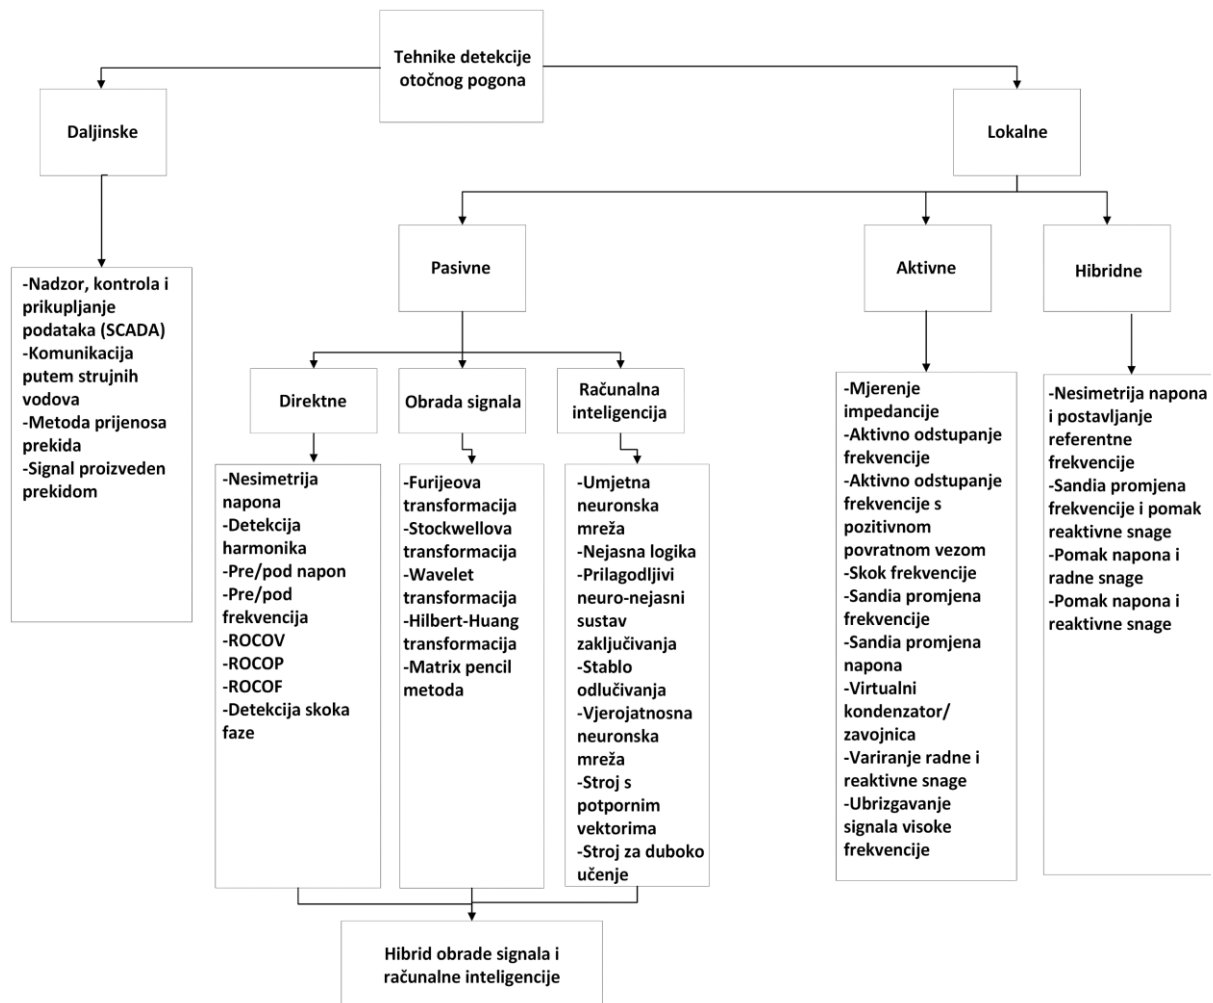 Tehnike detekcije
otočnog pogona
Daljinske
Lokalne
Pasivne
Aktivne
Hibridne
-Nadzor, kontrola i
prikupljanje
podataka (SCADA)
-Komunikacija
putem strujnih
vodova
-Metoda prijenosa
prekida
-Signal proizveden
prekidom
Direktne
Obrada signala
Računalna
inteligencija
-Nesimetrija
napona
-Detekcija
harmonika
-Pre/pod napon
-Pre/pod
frekvencija
-ROCOV
-ROCOP
-ROCOF
-Detekcija skoka
faze
-Furijeova
transformacija
-Stockwellova
transformacija
-Wavelet
transformacija
-Hilbert-Huang
transformacija
-Matrix pencil
metoda
-Umjetna
neuronska
mreža
-Nejasna logika
-Prilagodljivi
neuro-nejasni
sustav
zaključivanja
-Stablo
odlučivanja
-Vjerojatnosna
neuronska
mreža
-Stroj s
potpornim
vektorima
-Stroj za duboko
učenje
-Mjerenje
impedancije
-Aktivno odstupanje
frekvencije
-Aktivno odstupanje
frekvencije s
pozitivnom
povratnom vezom
-Skok frekvencije
-Sandia promjena
frekvencije
-Sandia promjena
napona
-Virtualni
kondenzator/
zavojnica
-Variranje radne i
reaktivne snage
-Ubrizgavanje
signala visoke
frekvencije
-Nesimetrija napona
i postavljanje
referentne
frekvencije
-Sandia promjena
frekvencije i pomak
reaktivne snage
-Pomak napona i
radne snage
-Pomak napona i
reaktivne snage
Hibrid obrade signala i
računalne inteligencije